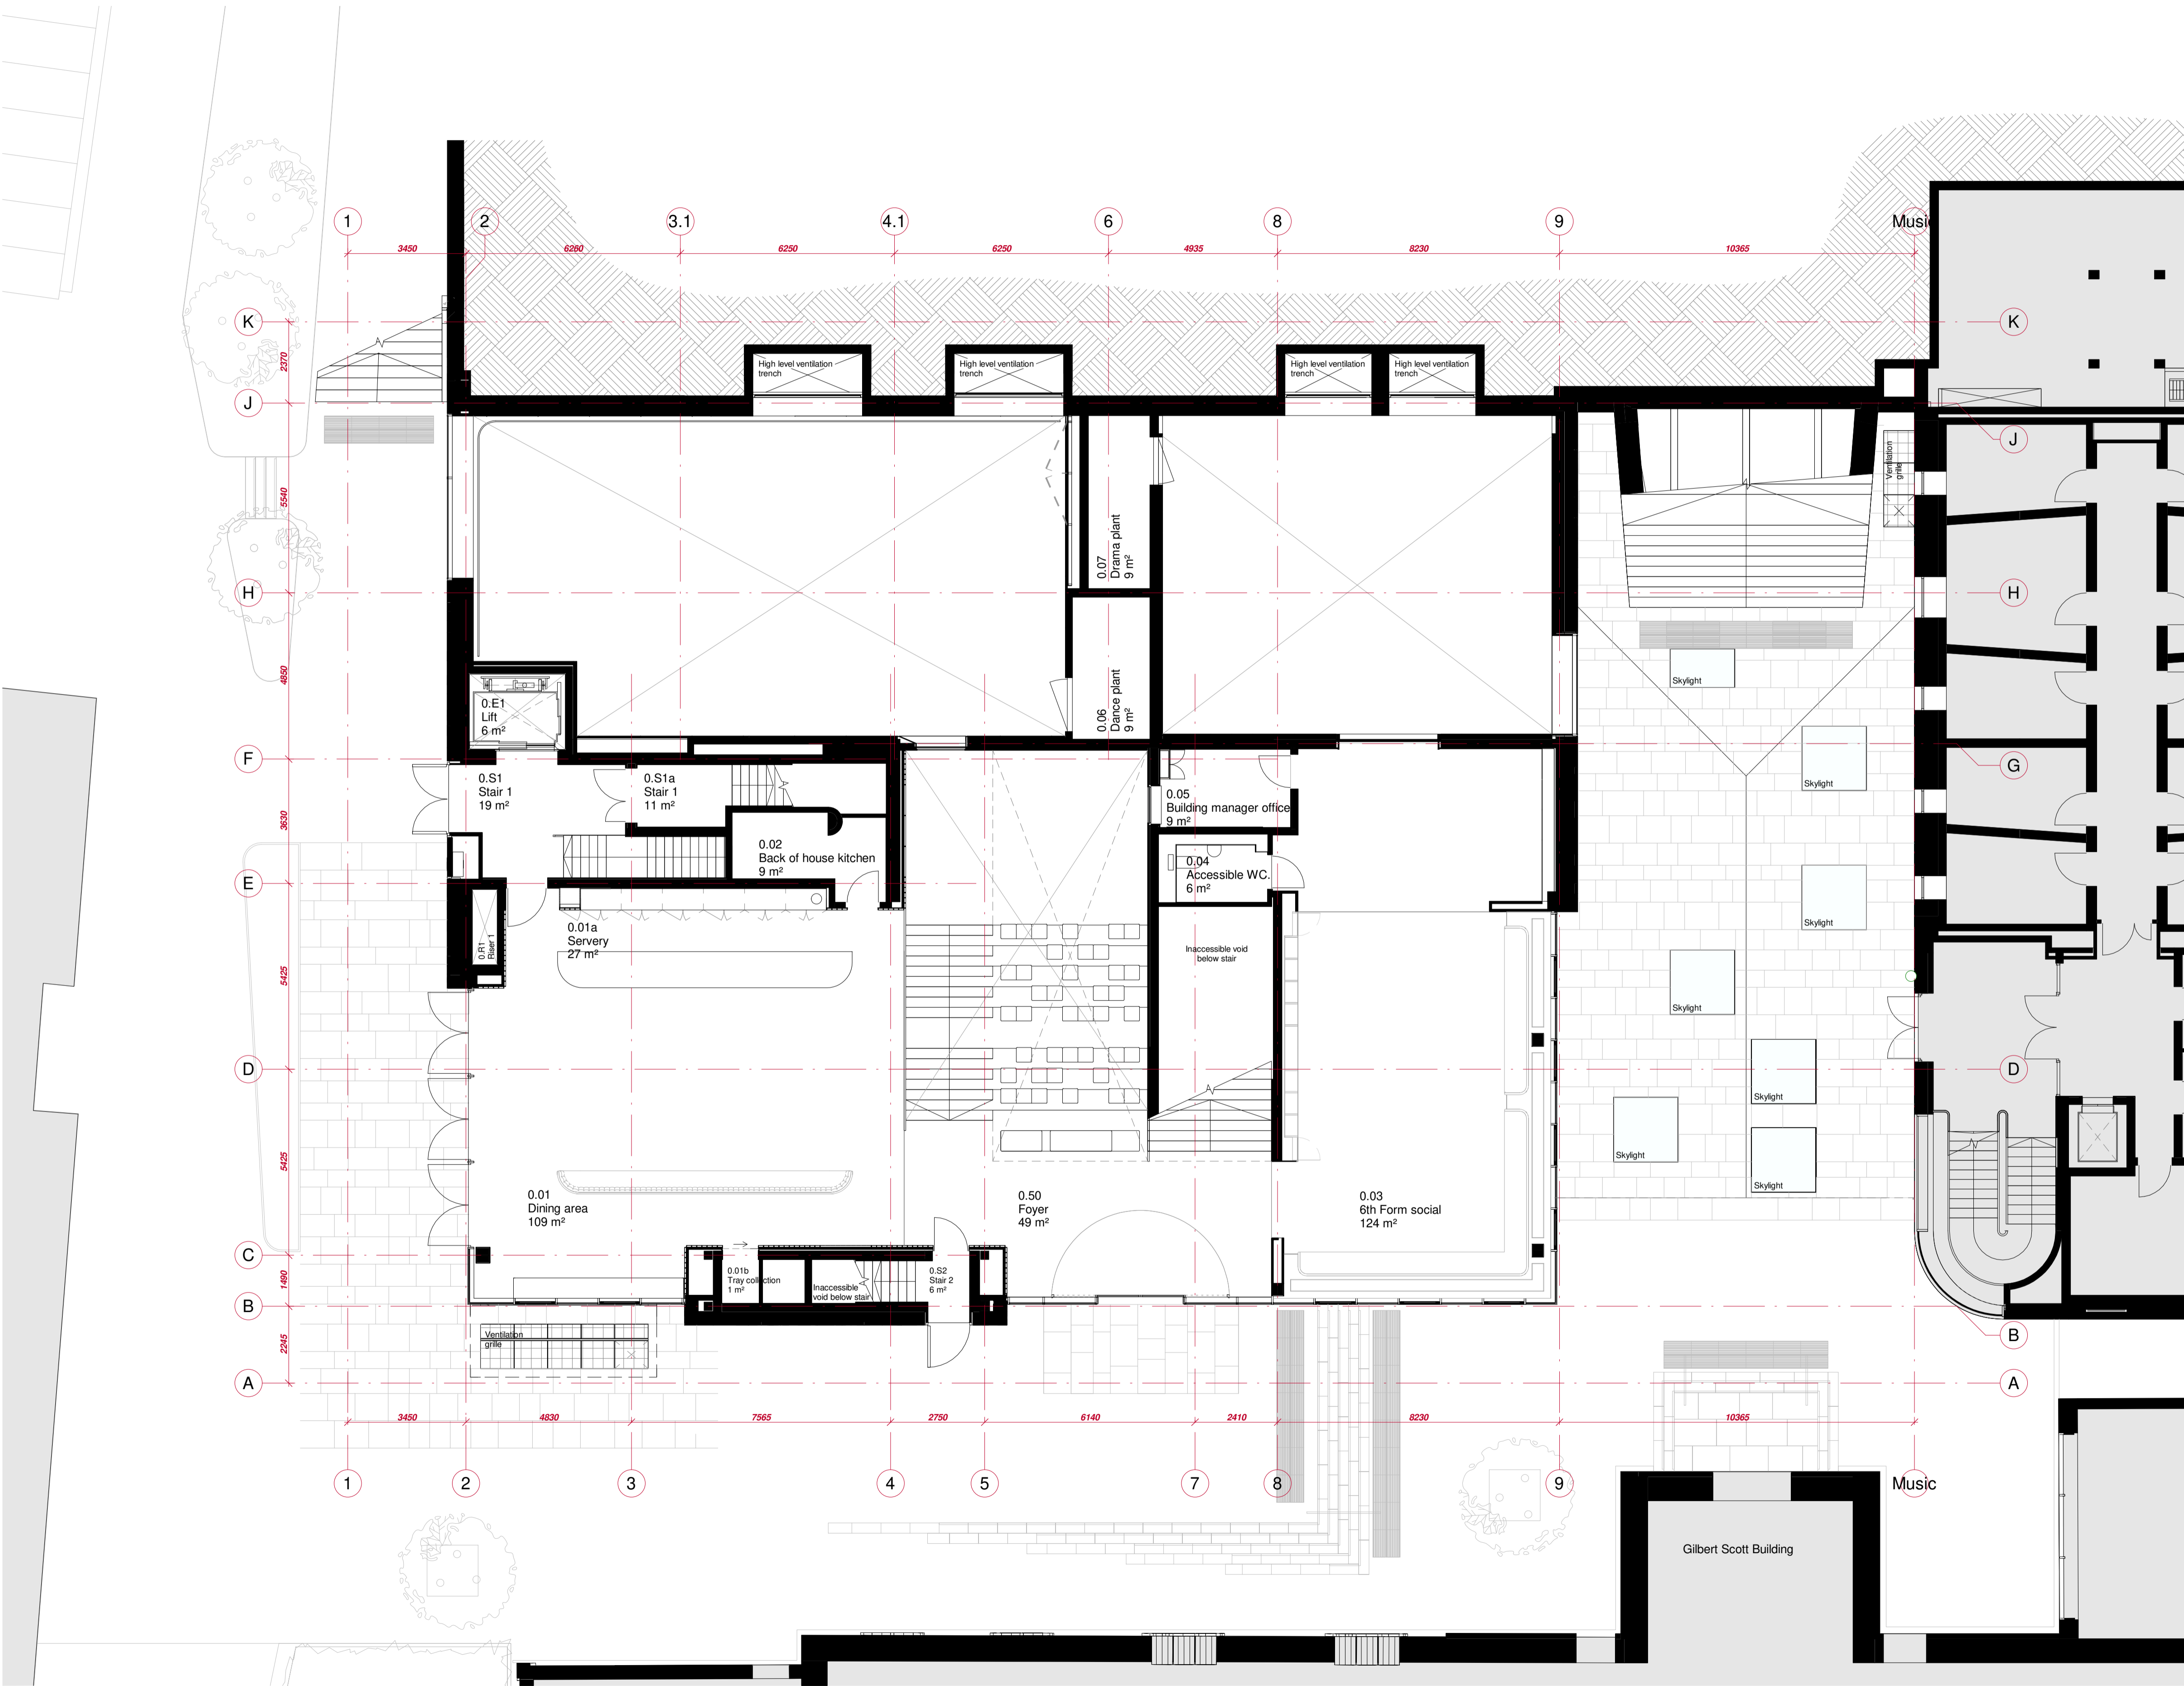 1
2
3.1
4.1
6
8
9
Music
3450
6260
6250
6250
4935
8230
10365
K
K
2370
High level ventilation
trench
High level ventilation
trench
High level ventilation
trench
High level ventilation
trench
J
J
Ventilation
grille
5540
0.07
Drama plant
9 m²
H
H
4850
0.06
Dance plant
9 m²
Skylight
0.E1
Lift
6 m²
F
G
0.S1
Stair 1
19 m²
0.S1a
Stair 1
11 m²
0.05
Building manager office
9 m²
Skylight
3630
0.02
Back of house kitchen
9 m²
0.04
Accessible WC.
6 m²
E
0.01a
Servery
27 m²
0.R1
Riser 1
Inaccessible void
below stair
Skylight
5425
Skylight
D
D
Skylight
5425
Skylight
Skylight
0.01
Dining area
109 m²
0.50
Foyer
49 m²
0.03
6th Form social
124 m²
C
0.01b
Tray collection
1 m²
Inaccessible
void below stair
0.S2
Stair 2
6 m²
1490
B
B
Ventilation
grille
2245
A
A
3450
4830
7565
2750
6140
2410
8230
10365
1
2
3
4
5
7
8
9
Music
Gilbert Scott Building